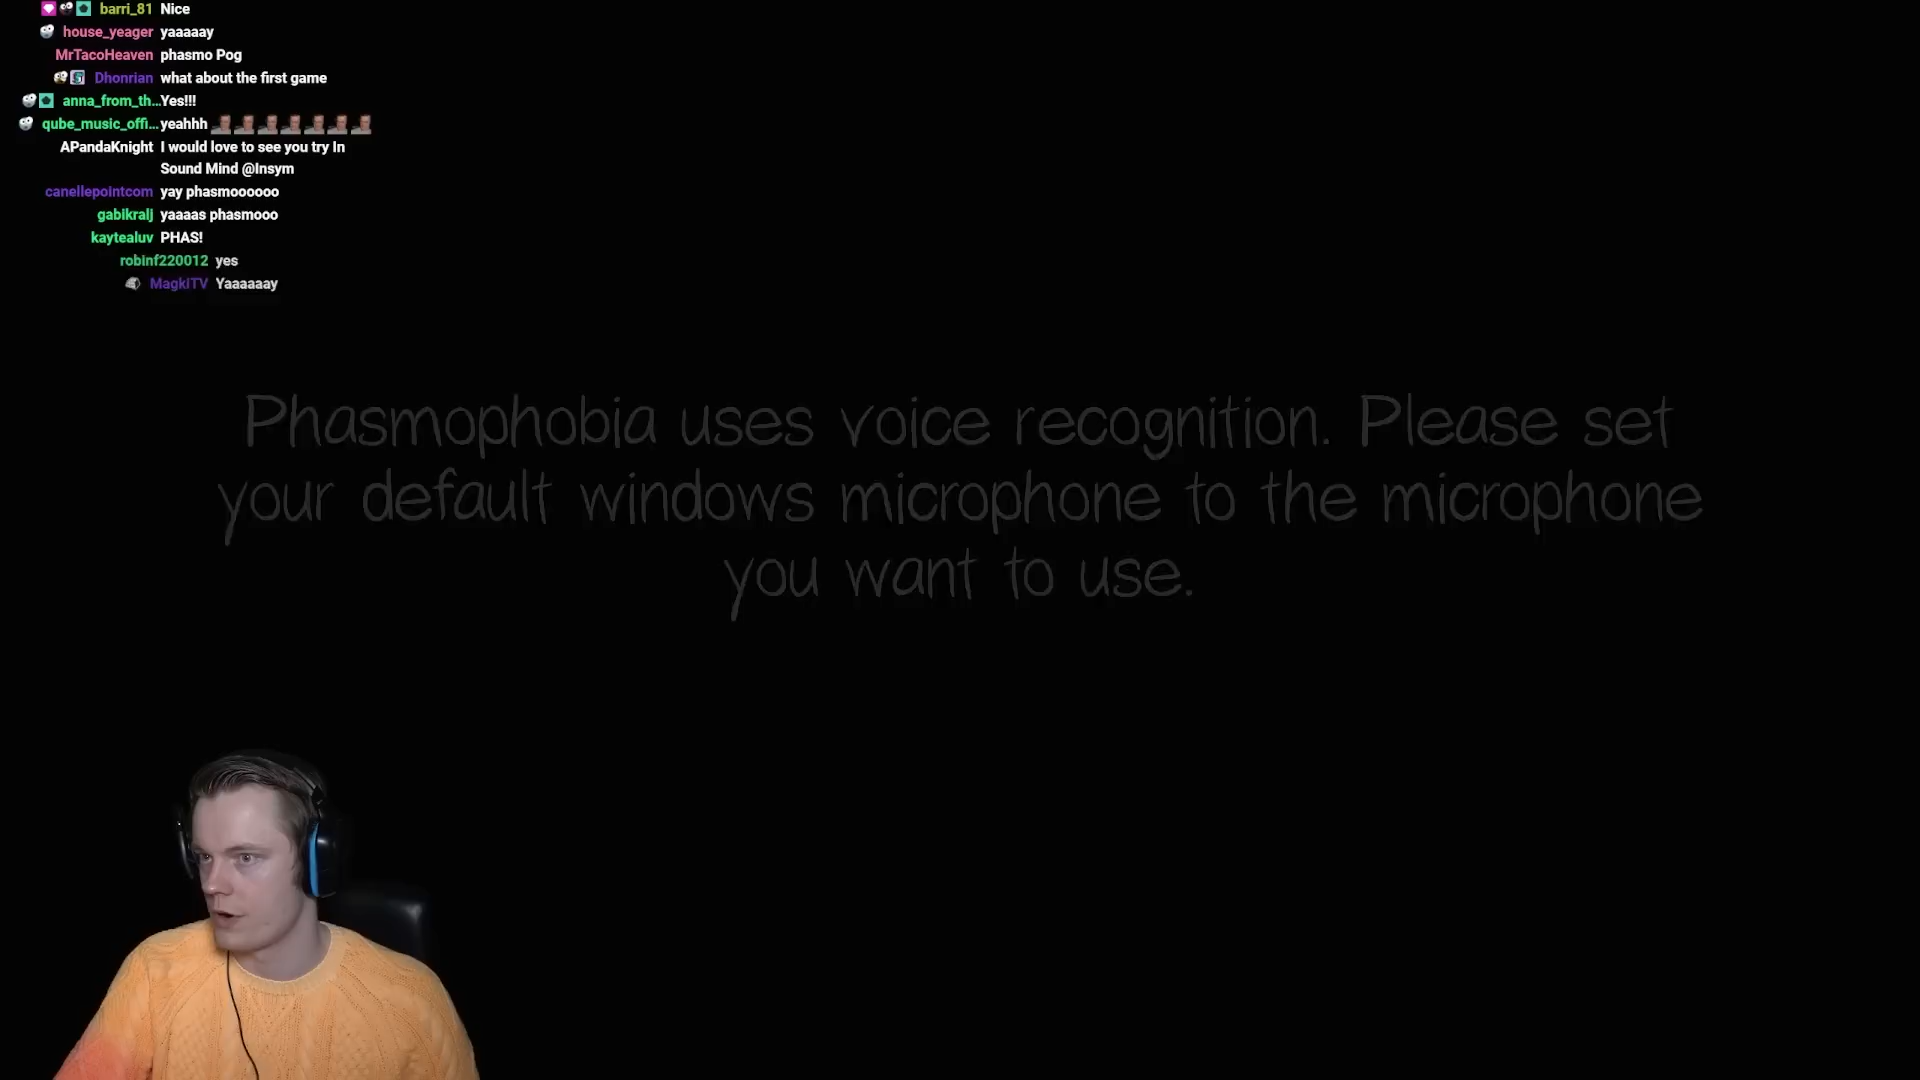 barri_81 Nice
house_yeager yaaaaay
MrTacoHeaven phasmo Pog
Dhonrian what about the first game
anna_from_th... Yes!!!
qube_music_offi... yeahhh
APandaKnight I would love to see you try In
Sound Mind @Insym
canellepointcom yay phasmoooooo
gabikralj yaaaas phasmooo
kaytealuv PHAS!
robinf220012 yes
MagkiTV Yaaaaaay
Phasmophobia uses voice recognition. Please set
your default windows microphone to the microphone
you want to use.